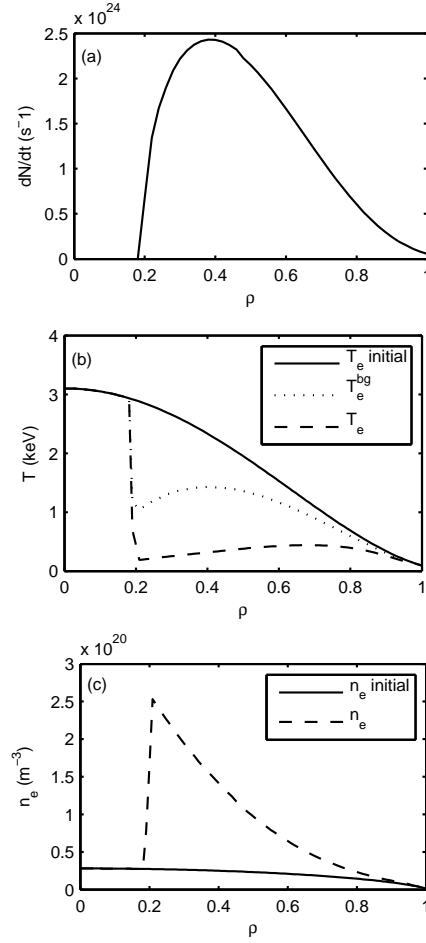 x 10^24
2.5
(a)
2
1.5
1
0.5
0
dN/dt (s^-1)
0 0.2 0.4 0.6 0.8 1
ρ
4
(b)
T_e initial
T_e^bg
T_e
3
2
1
0
T (keV)
0 0.2 0.4 0.6 0.8 1
ρ
x 10^20
3
(c)
n_e initial
n_e
2.5
2
1.5
1
0.5
0
n_e (m^-3)
0 0.2 0.4 0.6 0.8 1
ρ